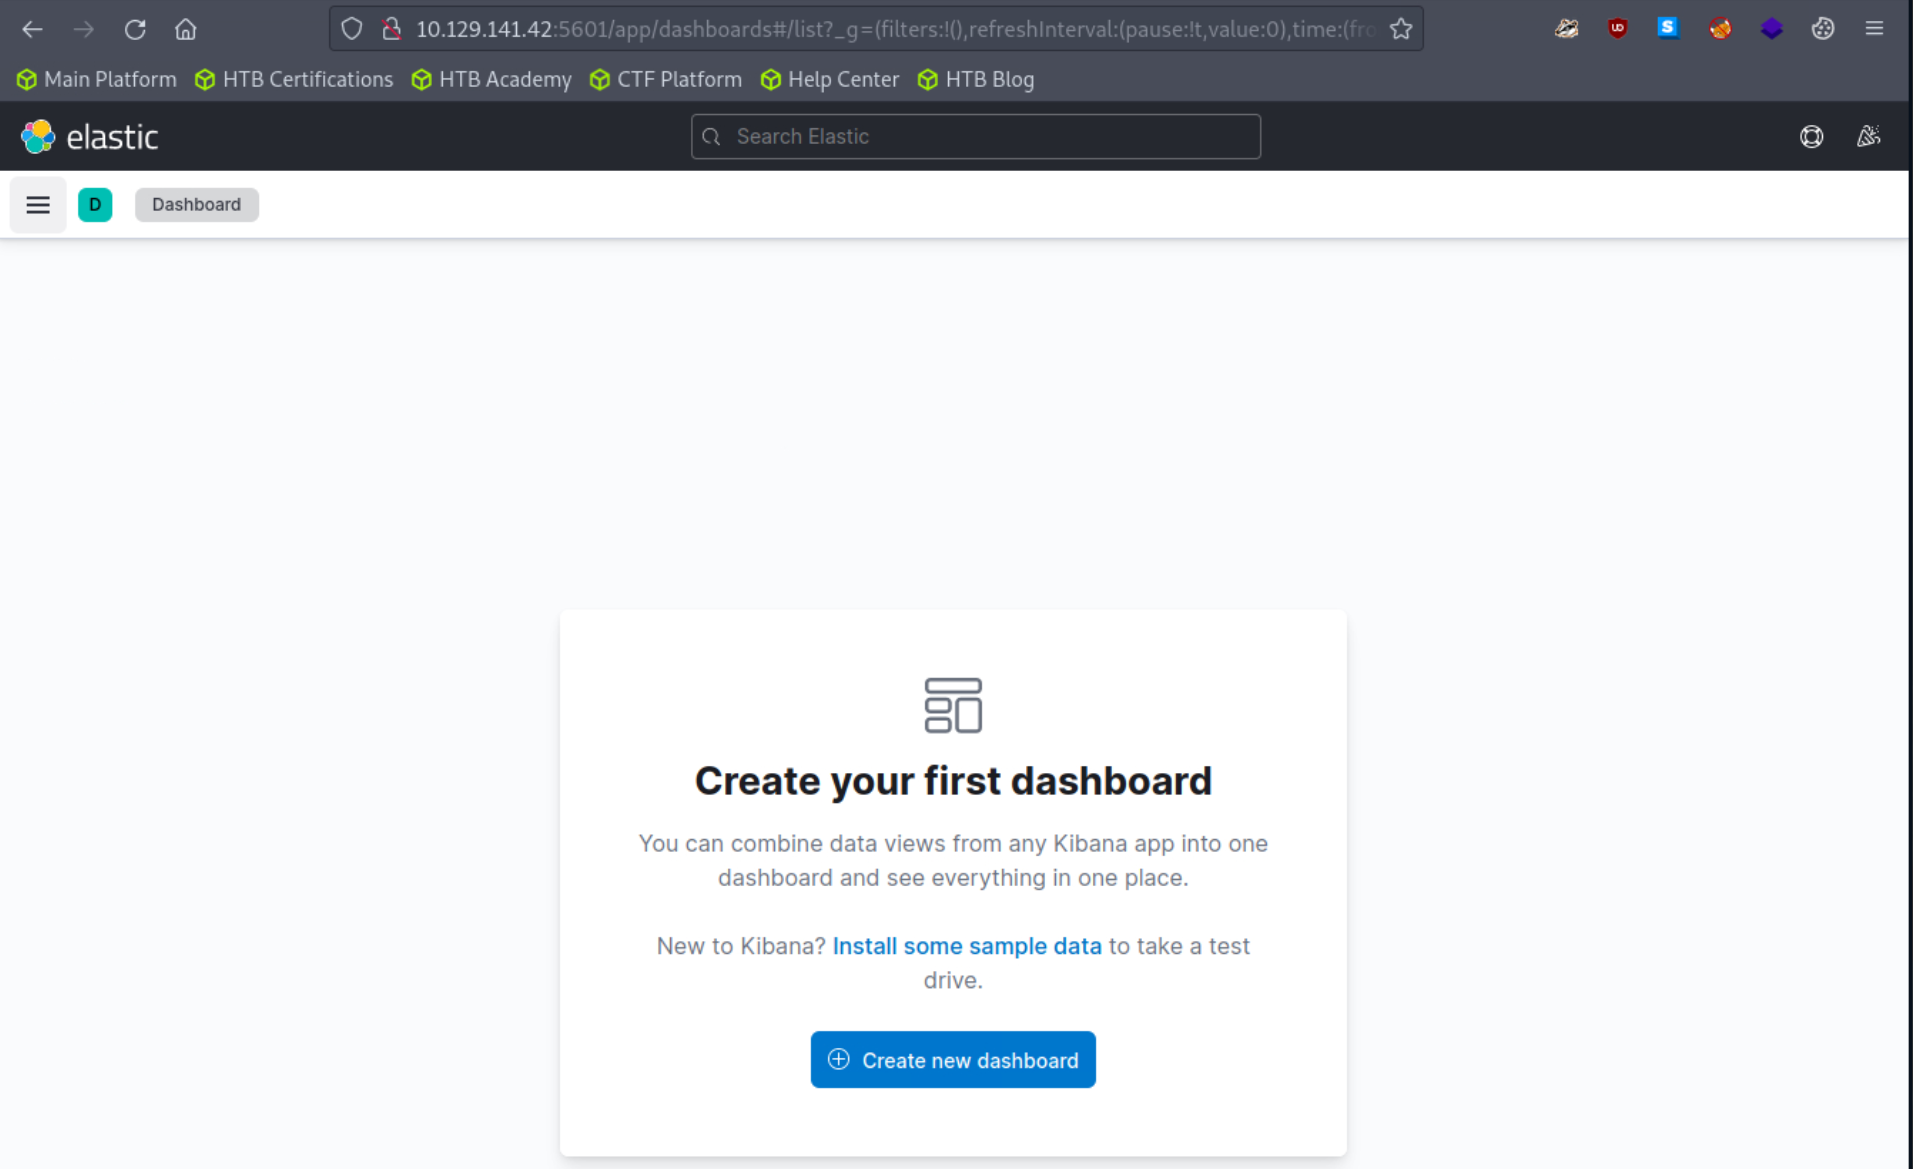 10.129.141.42:5601/app/dashboards#/list?_g=(filters:!(),refreshInterval:(pause:!t,value:0),time:(fro
Main Platform HTB Certifications HTB Academy CTF Platform Help Center HTB Blog
elastic Search Elastic
D Dashboard
Create your first dashboard
You can combine data views from any Kibana app into one
dashboard and see everything in one place.
New to Kibana? Install some sample data to take a test
drive.
Create new dashboard